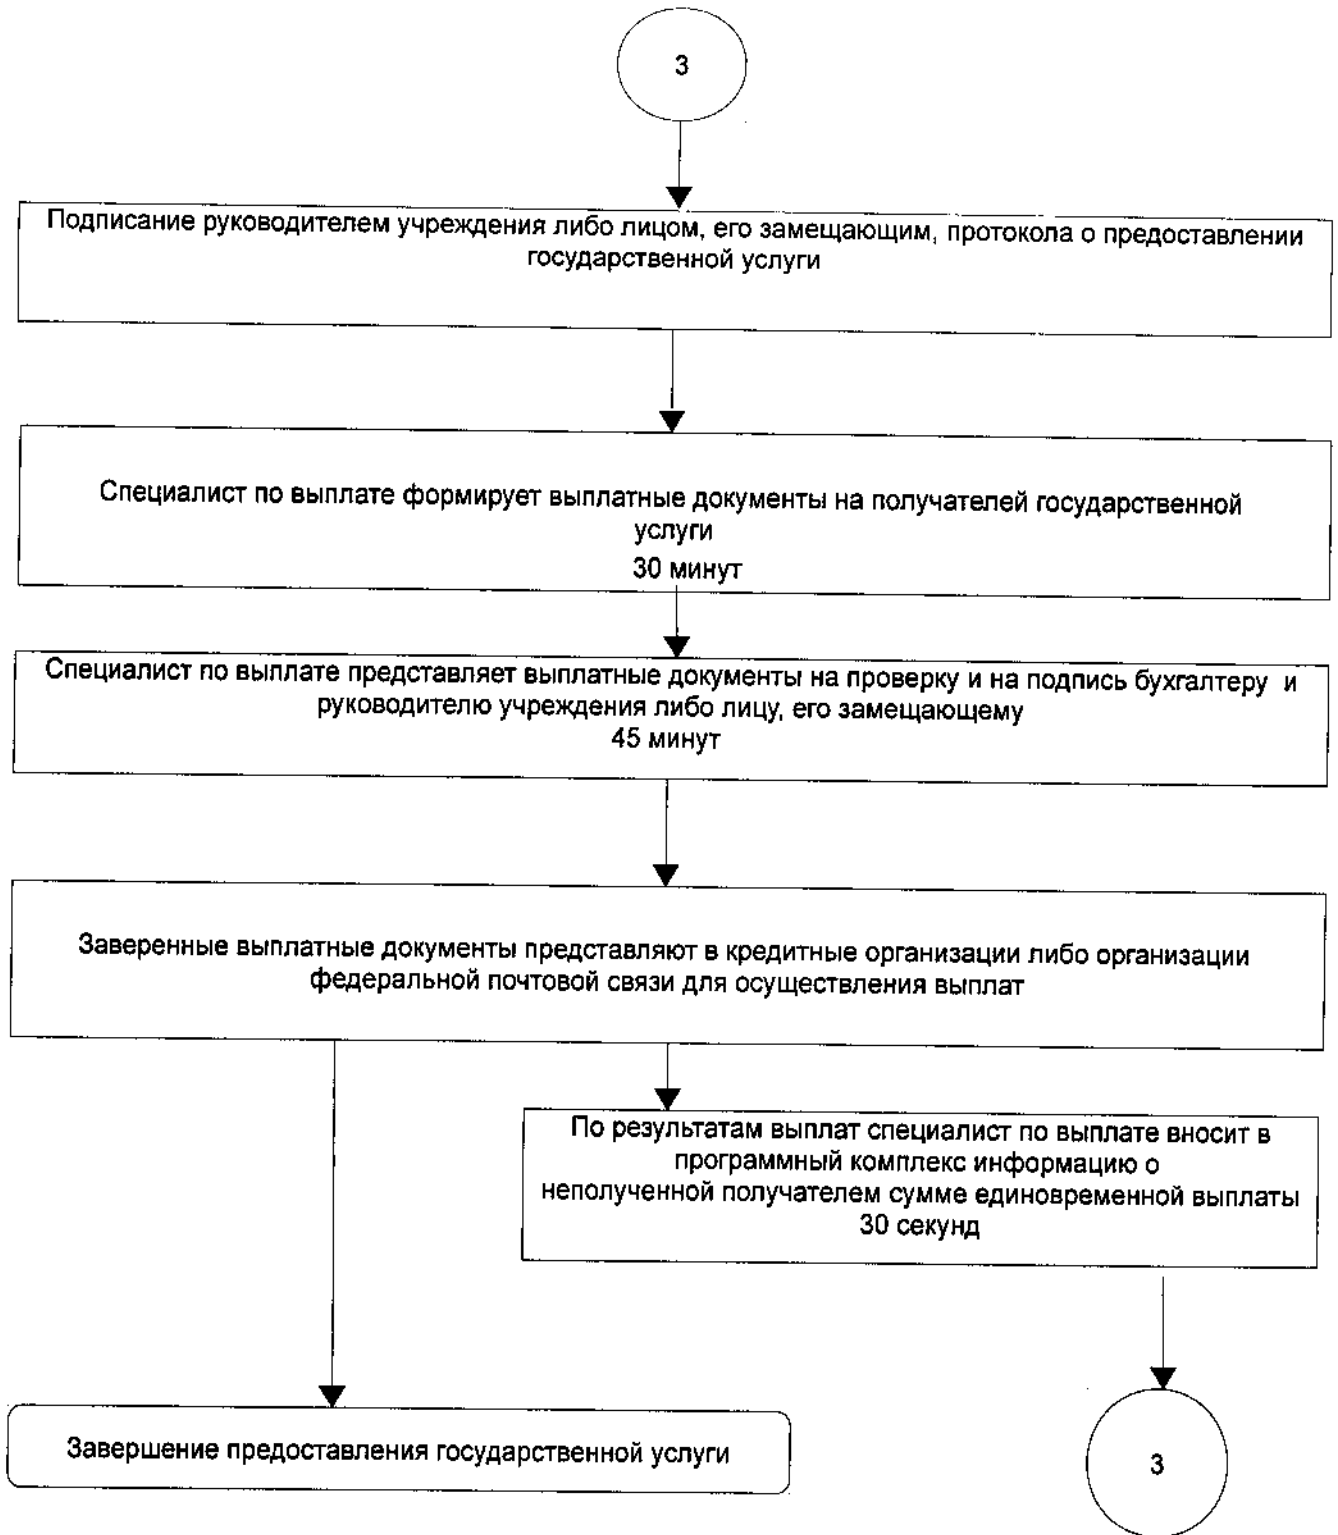 3
Подписание руководителем учреждения либо лицом, его замещающим, протокола о предоставлении
государственной услуги
Специалист по выплате формирует выплатные документы на получателей государственной
услуги
30 минут
Специалист по выплате представляет выплатные документы на проверку и на подпись бухгалтеру и
руководителю учреждения либо лицу, его замещающему
45 минут
Заверенные выплатные документы представляют в кредитные организации либо организации
федеральной почтовой связи для осуществления выплат
По результатам выплат специалист по выплате вносит в
программный комплекс информацию о
неполученной получателем сумме единовременной выплаты
30 секунд
Завершение предоставления государственной услуги
3